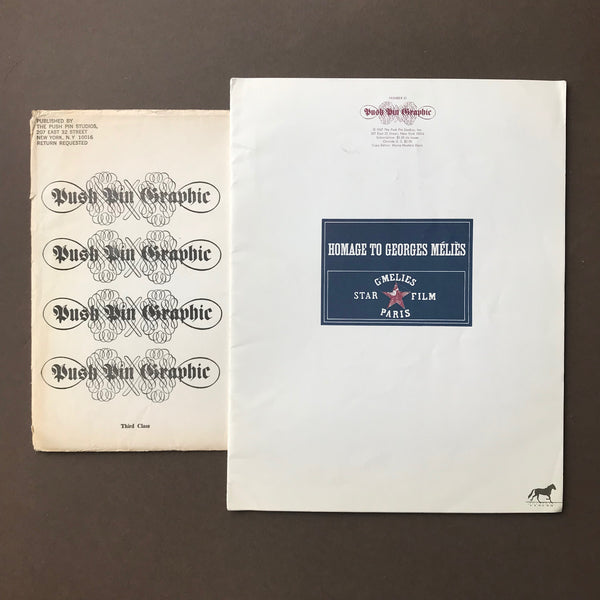 PUBLISHED BY
THE PUSH PIN STUDIOS,
207 EAST 32 STREET
NEW YORK, N.Y. 10016
RETURN REQUESTED
Push Pin Graphic
Push Pin Graphic
Push Pin Graphic
Push Pin Graphic
Third Class
Push Pin Graphic
HOMAGE TO GEORGES MÉLIÈS
G MELIES
STAR FILM
PARIS